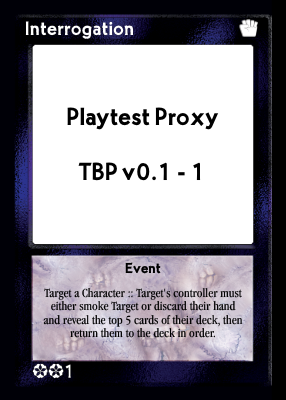 Interrogation
Playtest Proxy
TBP v0.1 - 1
Event
Target a Character :: Target's controller must
either smoke Target or discard their hand
and reveal the top 5 cards of their deck, then
return them to the deck in order.
1